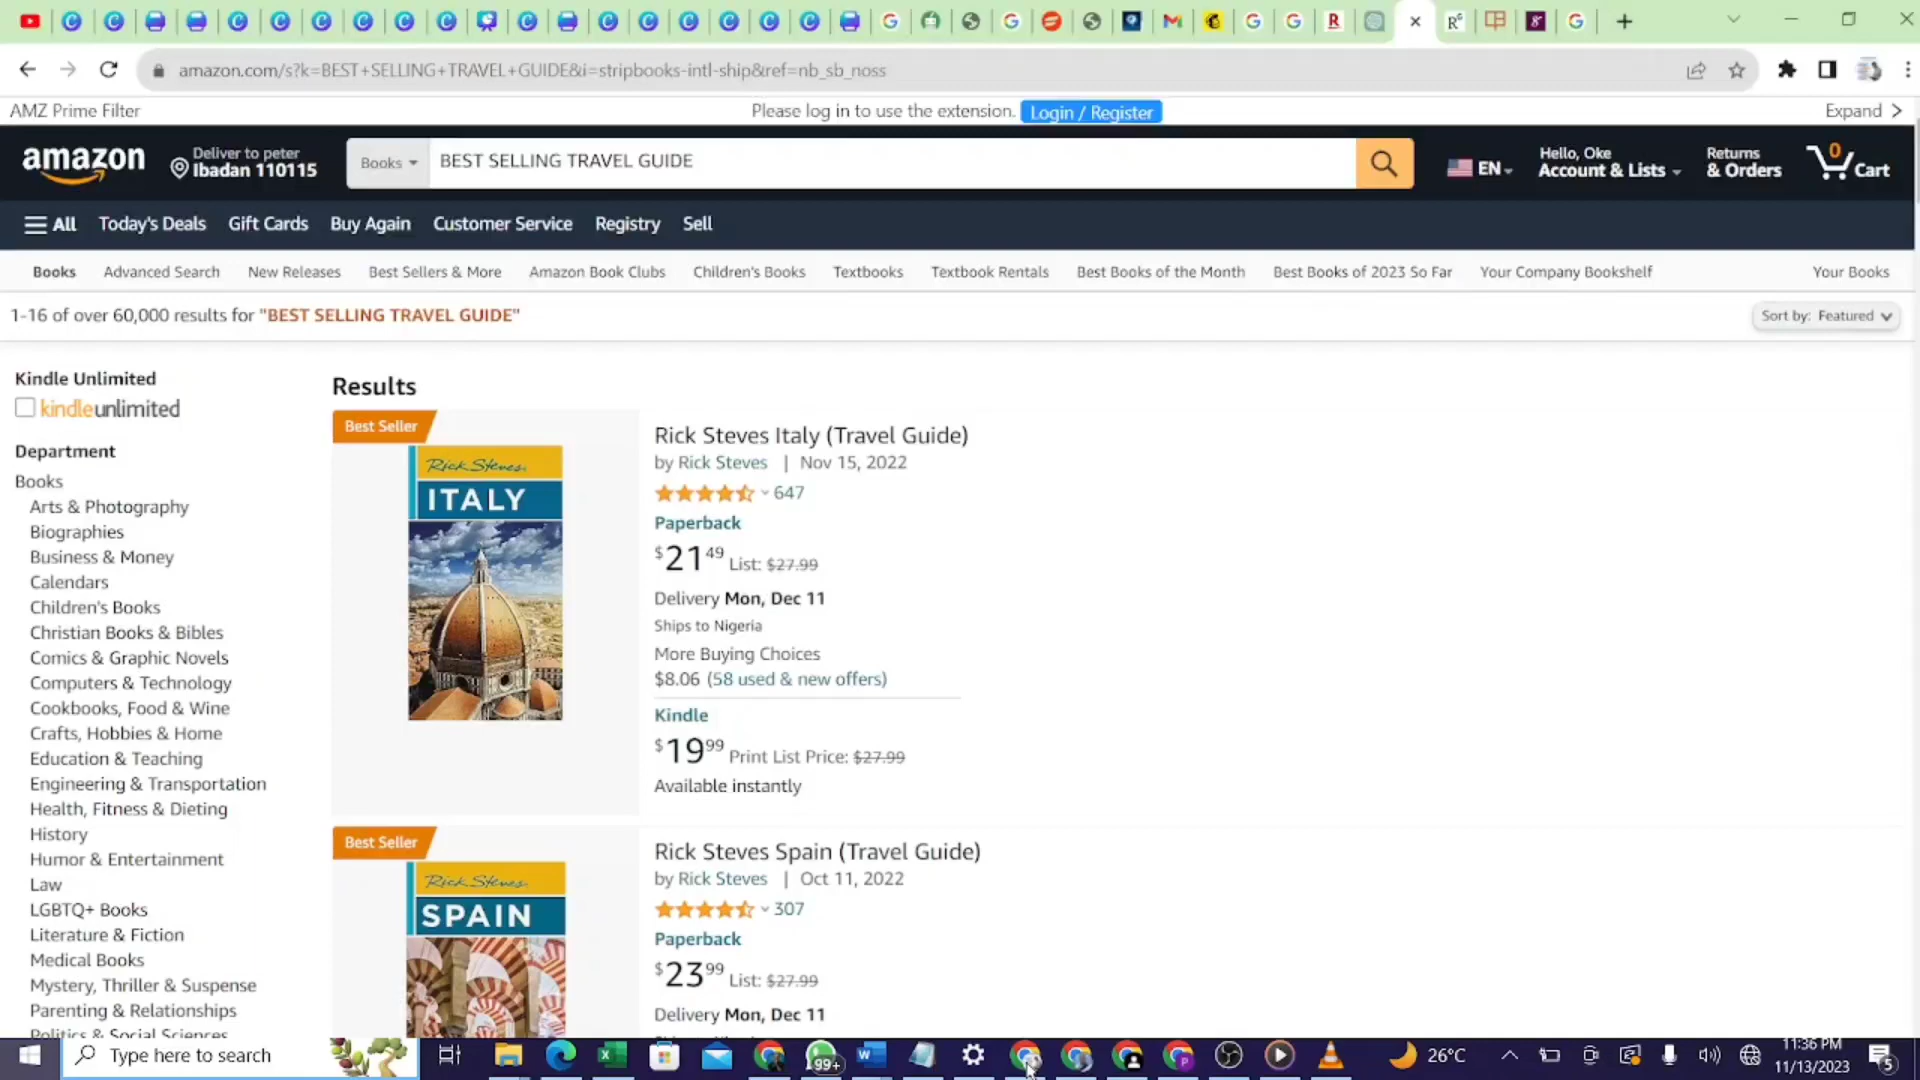 amazon.com/s?k=BEST+SELLING+TRAVEL+GUIDE&i=stripbooks-intl-ship&ref=nb_sb_noss
AMZ Prime Filter
Please log in to use the extension. Login / Register
Expand
amazon
Deliver to peter
Ibadan 110115
Books
BEST SELLING TRAVEL GUIDE
EN
Hello, Oke
Account & Lists
Returns
& Orders
0
Cart
All Today's Deals Gift Cards Buy Again Customer Service Registry Sell
Books Advanced Search New Releases Best Sellers & More Amazon Book Clubs Children's Books Textbooks Textbook Rentals Best Books of the Month Best Books of 2023 So Far Your Company Bookshelf Your Books
1-16 of over 60,000 results for "BEST SELLING TRAVEL GUIDE"
Sort by: Featured
Kindle Unlimited
kindleunlimited
Department
Books
Arts & Photography
Biographies
Business & Money
Calendars
Children's Books
Christian Books & Bibles
Comics & Graphic Novels
Computers & Technology
Cookbooks, Food & Wine
Crafts, Hobbies & Home
Education & Teaching
Engineering & Transportation
Health, Fitness & Dieting
History
Humor & Entertainment
Law
LGBTQ+ Books
Literature & Fiction
Medical Books
Mystery, Thriller & Suspense
Parenting & Relationships
Politics & Social Sciences
Results
Best Seller
Rick Steves
ITALY
Rick Steves Italy (Travel Guide)
by Rick Steves | Nov 15, 2022
647
Paperback
$21.49 List: $27.99
Delivery Mon, Dec 11
Ships to Nigeria
More Buying Choices
$8.06 (58 used & new offers)
Kindle
$19.99 Print List Price: $27.99
Available instantly
Best Seller
Rick Steves
SPAIN
Rick Steves Spain (Travel Guide)
by Rick Steves | Oct 11, 2022
307
Paperback
$23.99 List: $27.99
Delivery Mon, Dec 11
Type here to search
99+
26°C
11:36 PM
11/13/2023
5